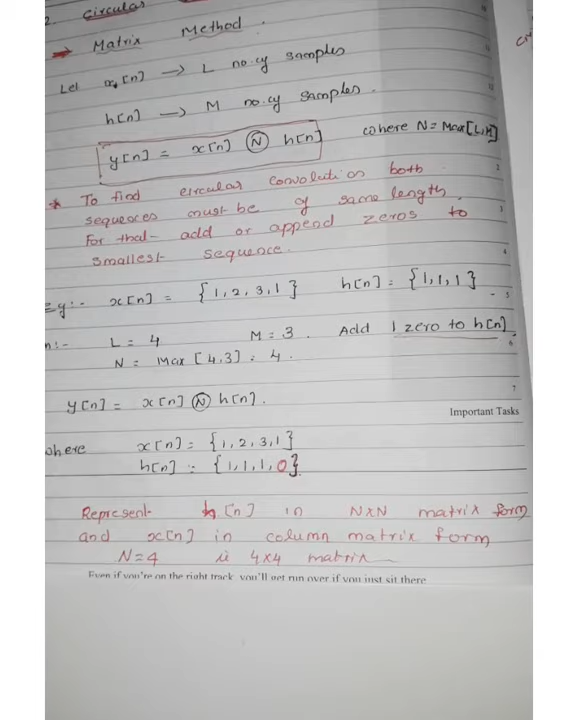 2. Circular
→ Matrix Method.
Let x[n] → L no.of samples
h[n] → M no.of samples.
y[n] = x[n] Ⓝ h[n] where N = Max[L,M]
* To find circular convolution both
sequences must be of same length.
For that add or append zeros to
smallest sequence.
Eg:- x[n] = {1, 2, 3, 1} h[n] = {1, 1, 1}
n:- L = 4 M = 3. Add 1 zero to h[n].
N = Max [4,3] = 4.
y[n] = x[n] Ⓝ h[n].
Important Tasks
where x[n] = {1, 2, 3, 1}
h[n] = {1, 1, 1, 0}
Represent h[n] in N×N matrix form
and x[n] in column matrix form
N=4 is 4×4 matrix
Even if you're on the right track, you'll get run over if you just sit there